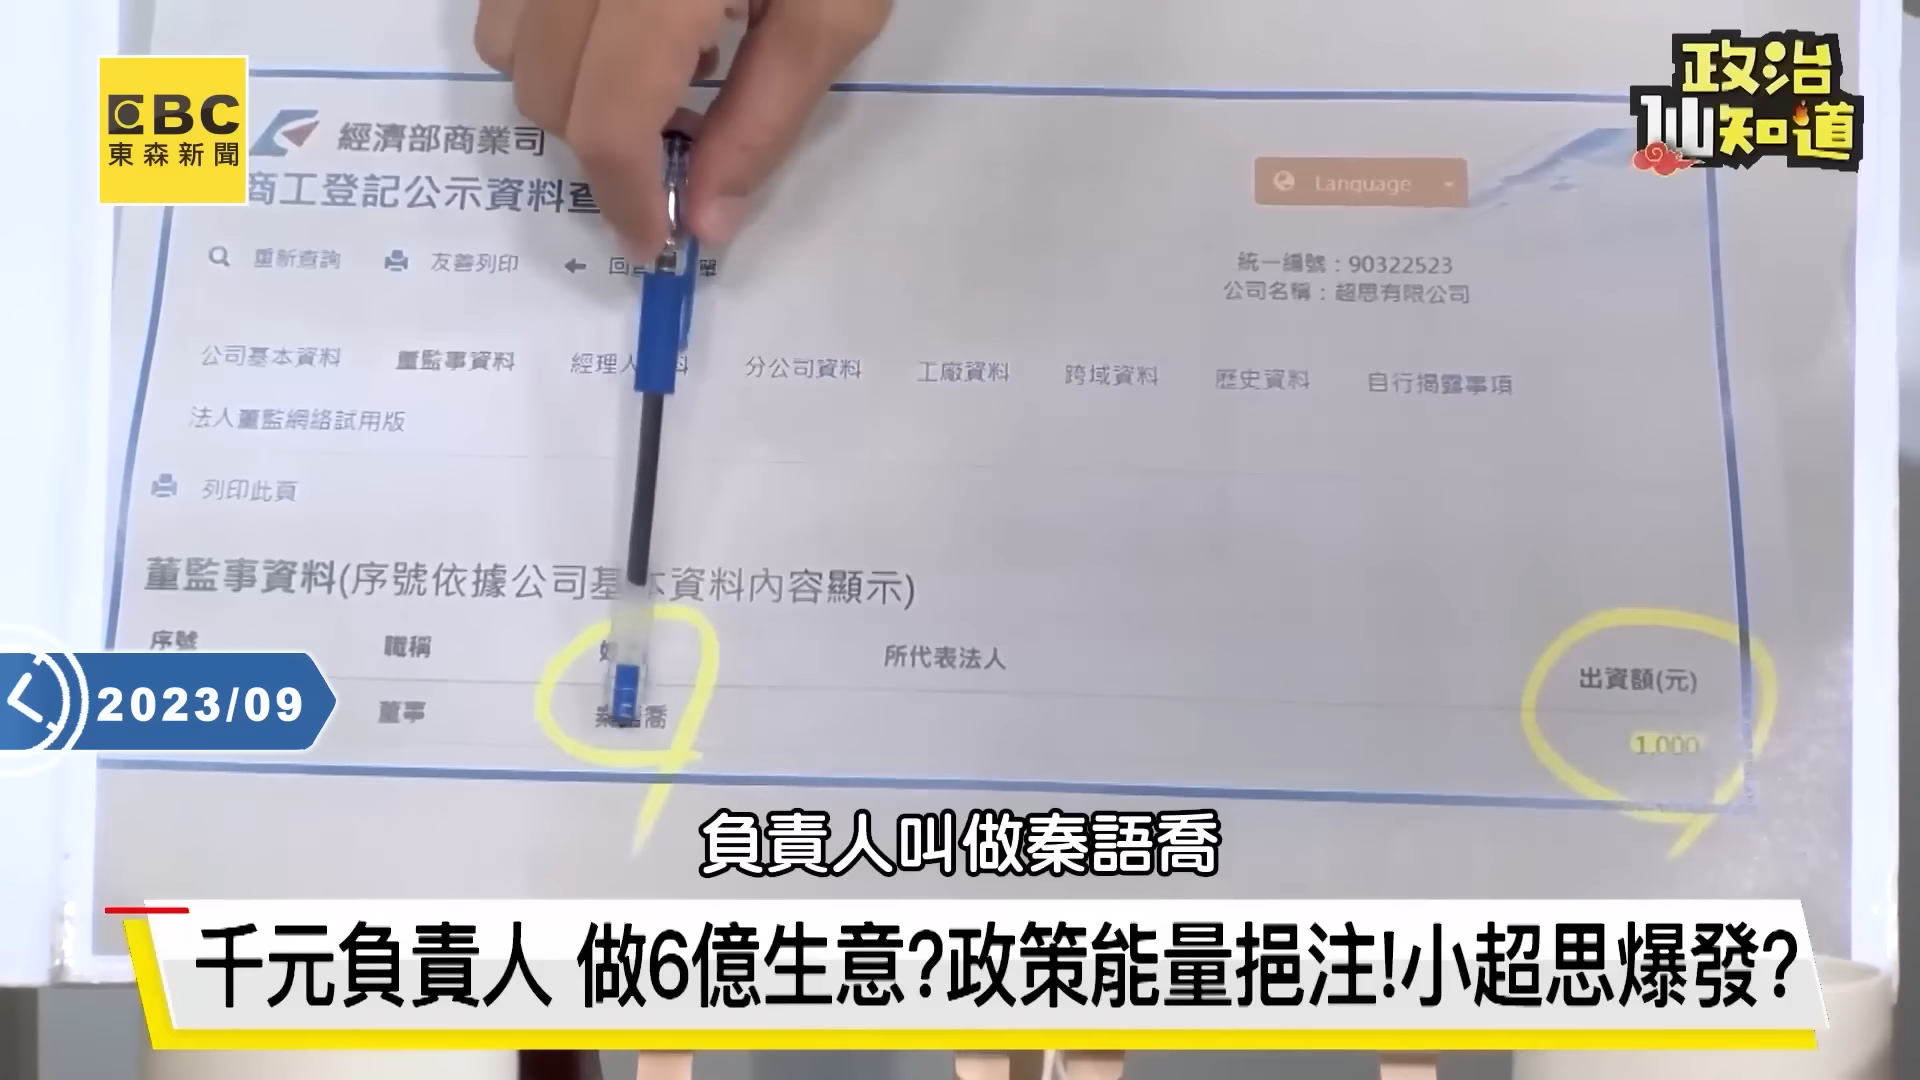 EBC
東森新聞
政治
仙知道
經濟部商業司
商工登記公示資料查
Language
重新查詢
友善列印
統一編號：90322523
公司名稱：超思有限公司
公司基本資料 董監事資料 經理人 料 分公司資料 工廠資料 跨域資料 歷史資料 自行揭露事項
法人董監網絡試用版
列印此頁
董監事資料(序號依據公司基本資料內容顯示)
序號 職稱 所代表法人 出資額(元)
董事 秦語喬 1,000
2023/09
負責人叫做秦語喬
千元負責人 做6億生意?政策能量挹注!小超思爆發?